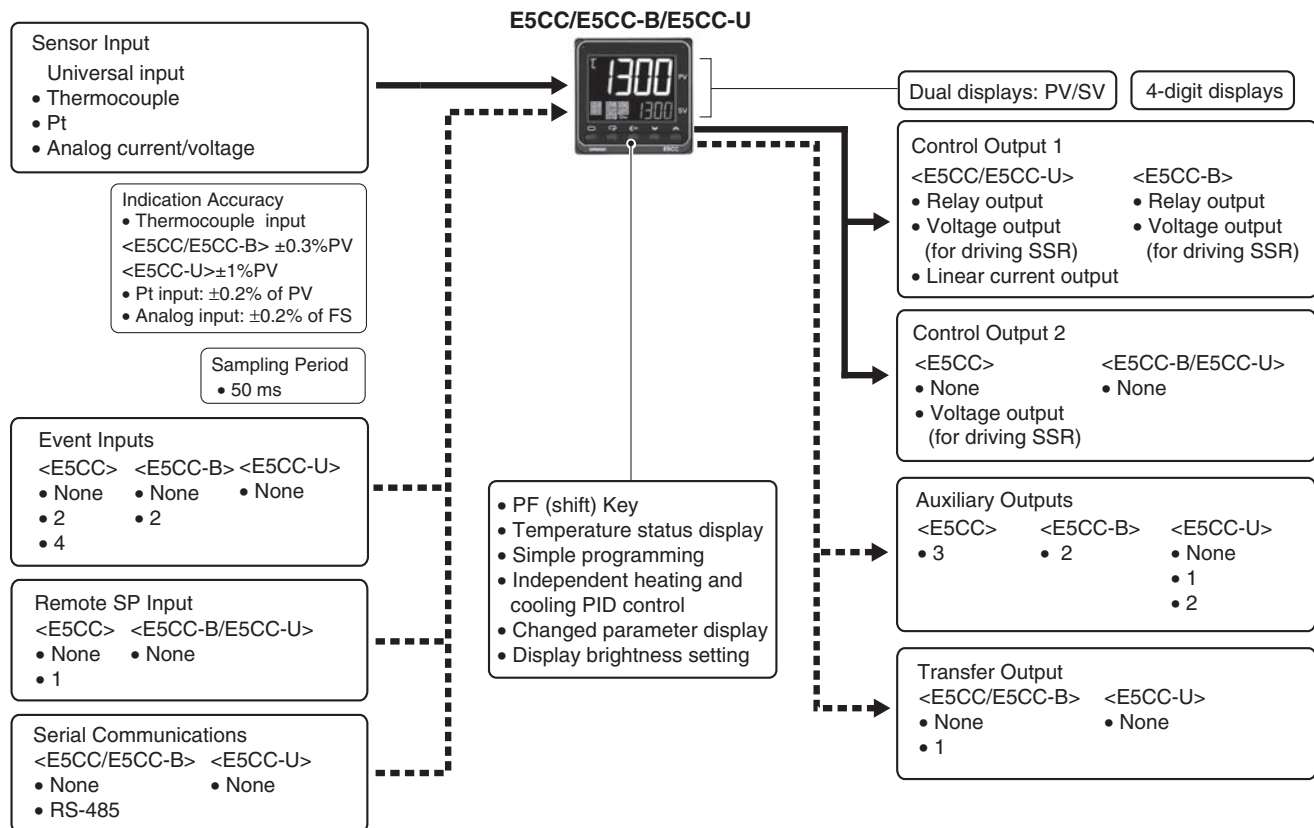 E5CC/E5CC-B/E5CC-U
Sensor Input
Universal input
• Thermocouple
• Pt
• Analog current/voltage
Indication Accuracy
• Thermocouple input
<E5CC/E5CC-B> ±0.3%PV
<E5CC-U>±1%PV
• Pt input: ±0.2% of PV
• Analog input: ±0.2% of FS
Sampling Period
• 50 ms
Event Inputs
<E5CC> <E5CC-B> <E5CC-U>
• None • None • None
• 2 • 2
• 4
Remote SP Input
<E5CC> <E5CC-B/E5CC-U>
• None • None
• 1
Serial Communications
<E5CC/E5CC-B> <E5CC-U>
• None • None
• RS-485
1300 PV
1300 SV
E5CC
• PF (shift) Key
• Temperature status display
• Simple programming
• Independent heating and
cooling PID control
• Changed parameter display
• Display brightness setting
Dual displays: PV/SV
4-digit displays
Control Output 1
<E5CC/E5CC-U> <E5CC-B>
• Relay output • Relay output
• Voltage output • Voltage output
(for driving SSR) (for driving SSR)
• Linear current output
Control Output 2
<E5CC> <E5CC-B/E5CC-U>
• None • None
• Voltage output
(for driving SSR)
Auxiliary Outputs
<E5CC> <E5CC-B> <E5CC-U>
• 3 • 2 • None
• 1
• 2
Transfer Output
<E5CC/E5CC-B> <E5CC-U>
• None • None
• 1